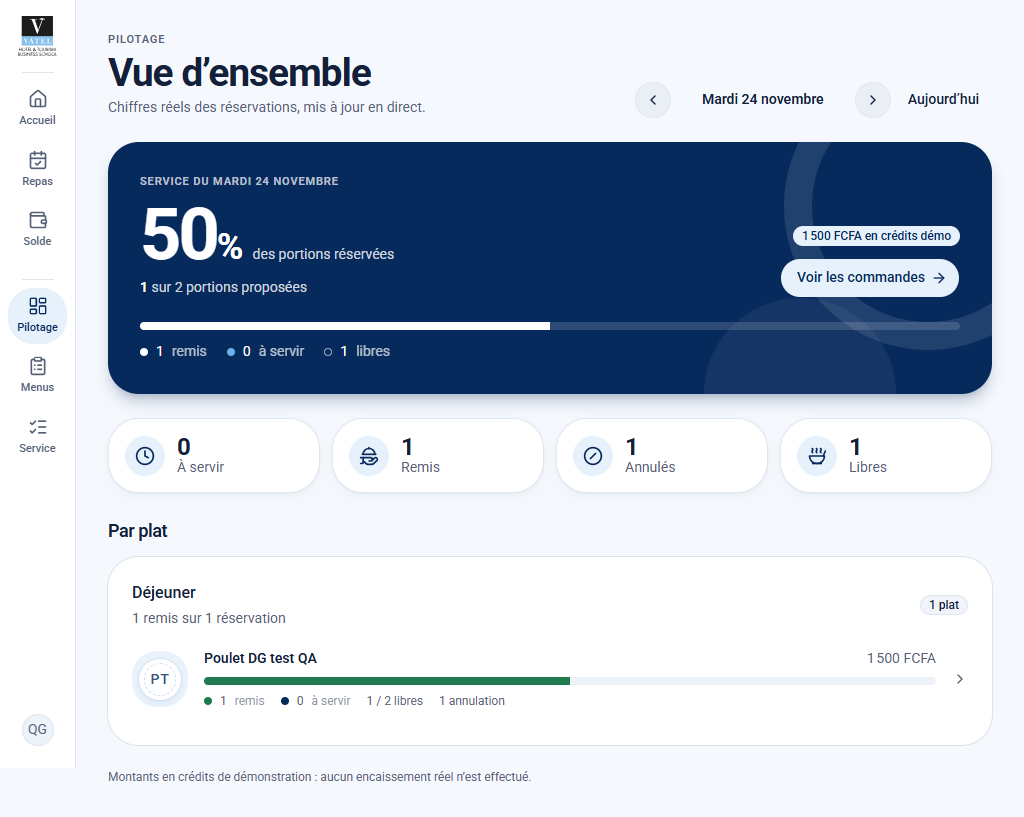 V
VATEL
HOTEL & TOURISM
BUSINESS SCHOOL
Accueil
Repas
Solde
Pilotage
Menus
Service
QG
PILOTAGE
Vue d’ensemble
Chiffres réels des réservations, mis à jour en direct.
Mardi 24 novembre
Aujourd’hui
SERVICE DU MARDI 24 NOVEMBRE
50% des portions réservées
1 sur 2 portions proposées
1 500 FCFA en crédits démo
Voir les commandes
1 remis 0 à servir 1 libres
0
À servir
1
Remis
1
Annulés
1
Libres
Par plat
Déjeuner
1 remis sur 1 réservation
1 plat
PT
Poulet DG test QA
1 500 FCFA
1 remis 0 à servir 1 / 2 libres 1 annulation
Montants en crédits de démonstration : aucun encaissement réel n’est effectué.